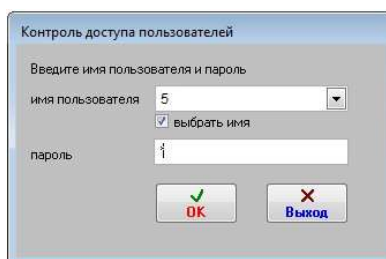 Контроль доступа пользователей
Введите имя пользователя и пароль
имя пользователя 5
выбрать имя
пароль
OK
Выход